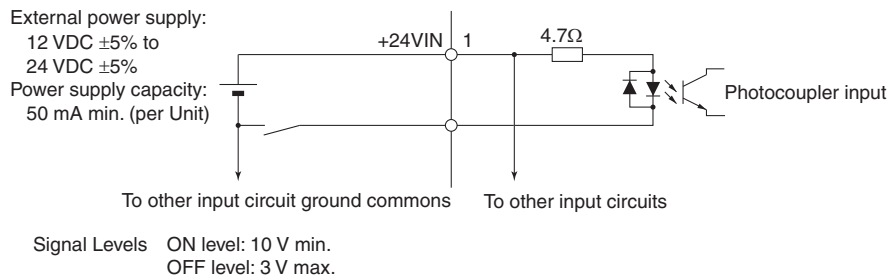 External power supply:
12 VDC ±5% to
24 VDC ±5%
Power supply capacity:
50 mA min. (per Unit)
+24VIN
1
4.7Ω
Photocoupler input
To other input circuit ground commons
To other input circuits
Signal Levels ON level: 10 V min.
OFF level: 3 V max.